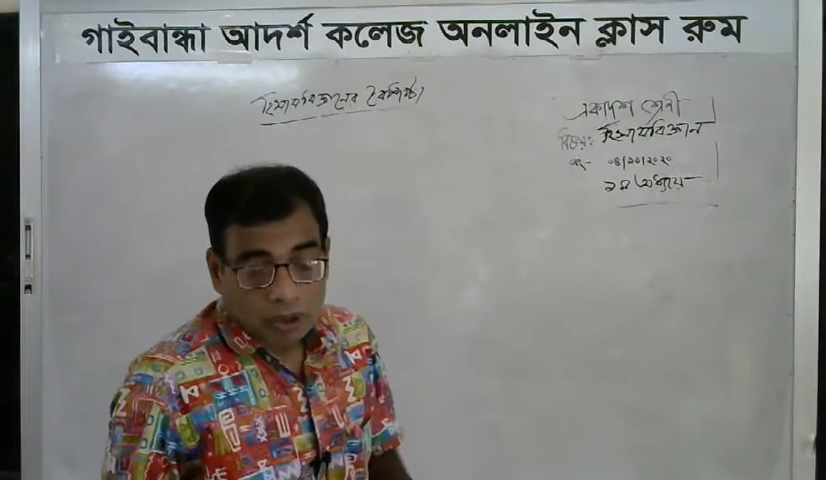 গাইবান্ধা আদর্শ কলেজ অনলাইন ক্লাস রুম
হিসাববিজ্ঞানের বৈশিষ্ট্য
একাদশ শ্রেণী
বিষয়: হিসাববিজ্ঞান
১ম অধ্যায়